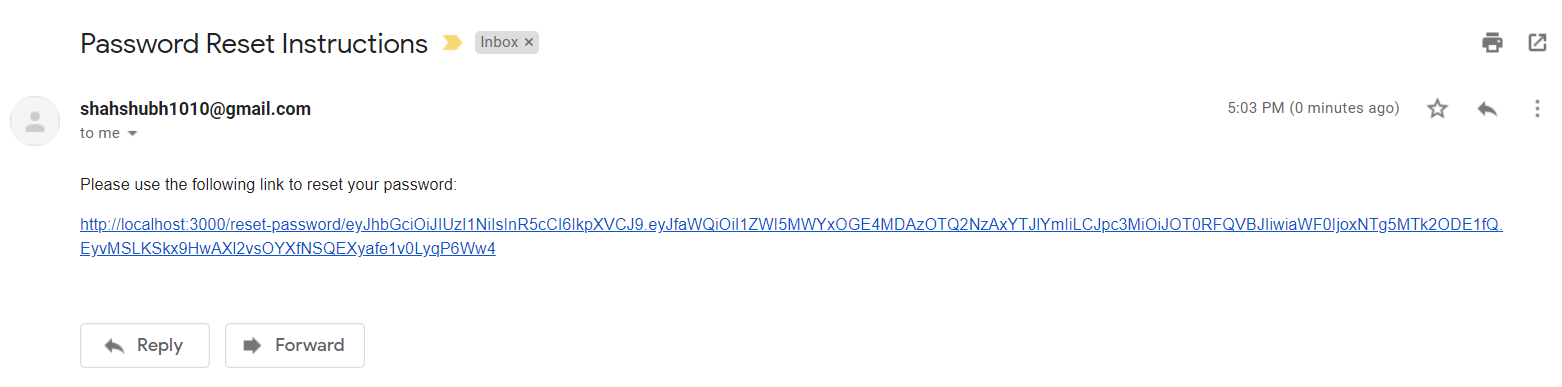 Password Reset Instructions Inbox ×
shahshubh1010@gmail.com 5:03 PM (0 minutes ago)
to me
Please use the following link to reset your password:
http://localhost:3000/reset-password/eyJhbGciOiJIUzI1NiIsInR5cCI6IkpXVCJ9.eyJfaWQiOiI1ZWI5MWYxOGE4MDAzOTQ2NzAxYTJlYmIiLCJpc3MiOiJOT0RFQVBJIiwiaWF0IjoxNTg5MTk2ODE1fQ.
EyvMSLKSkx9HwAXl2vsOYXfNSQEXyafe1v0LyqP6Ww4
Reply Forward